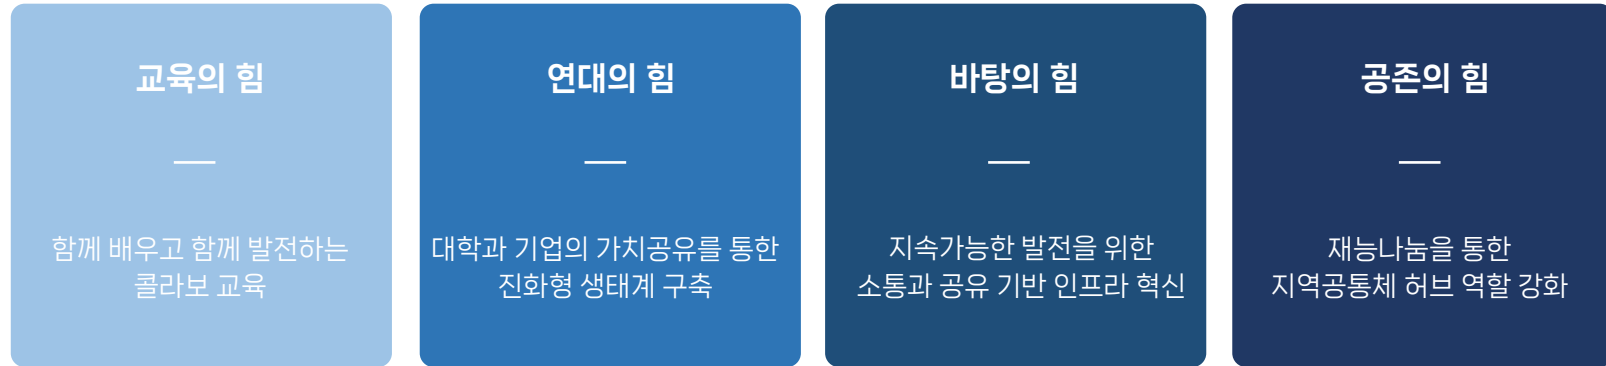 교육의 힘
함께 배우고 함께 발전하는
콜라보 교육
연대의 힘
대학과 기업의 가치공유를 통한
진화형 생태계 구축
바탕의 힘
지속가능한 발전을 위한
소통과 공유 기반 인프라 혁신
공존의 힘
재능나눔을 통한
지역공통체 허브 역할 강화